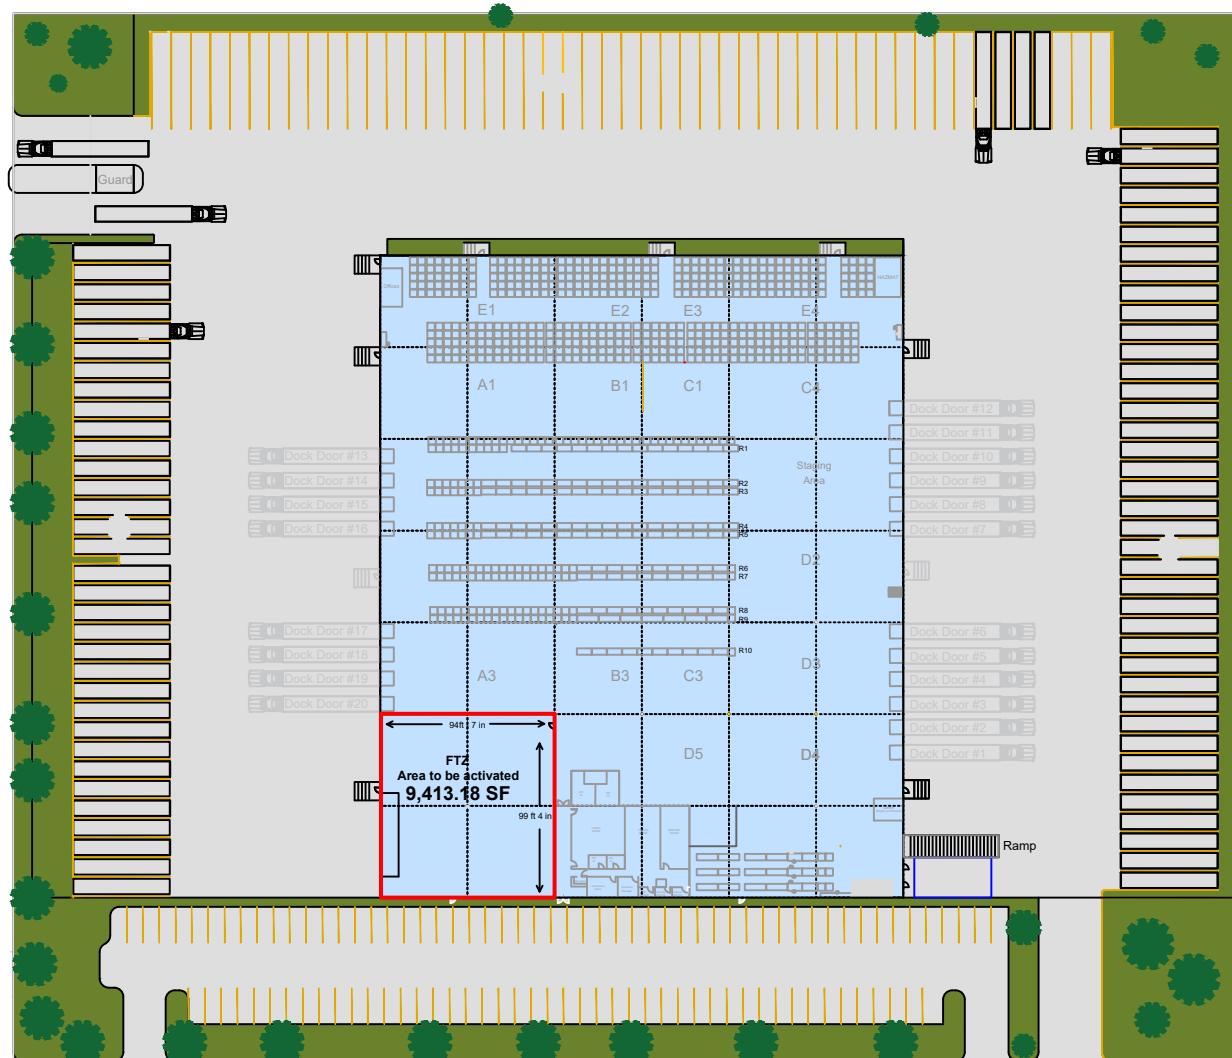 Guard
Offices
HAZMAT
E1
E2
E3
E4
A1
B1
C1
C4
Dock Door #12
Dock Door #11
Dock Door #13
R1
Dock Door #10
Staging
Area
Dock Door #14
R2
R3
Dock Door #9
Dock Door #15
Dock Door #8
Dock Door #16
R4
R5
Dock Door #7
D2
R6
R7
R8
R9
Dock Door #17
Dock Door #6
Dock Door #18
R10
Dock Door #5
D3
Dock Door #19
A3
B3
C3
Dock Door #4
Dock Door #20
Dock Door #3
94ft 7 in
Dock Door #2
D5
D4
Dock Door #1
FTZ
Area to be activated
9,413.18 SF
99 ft 4 in
Ramp